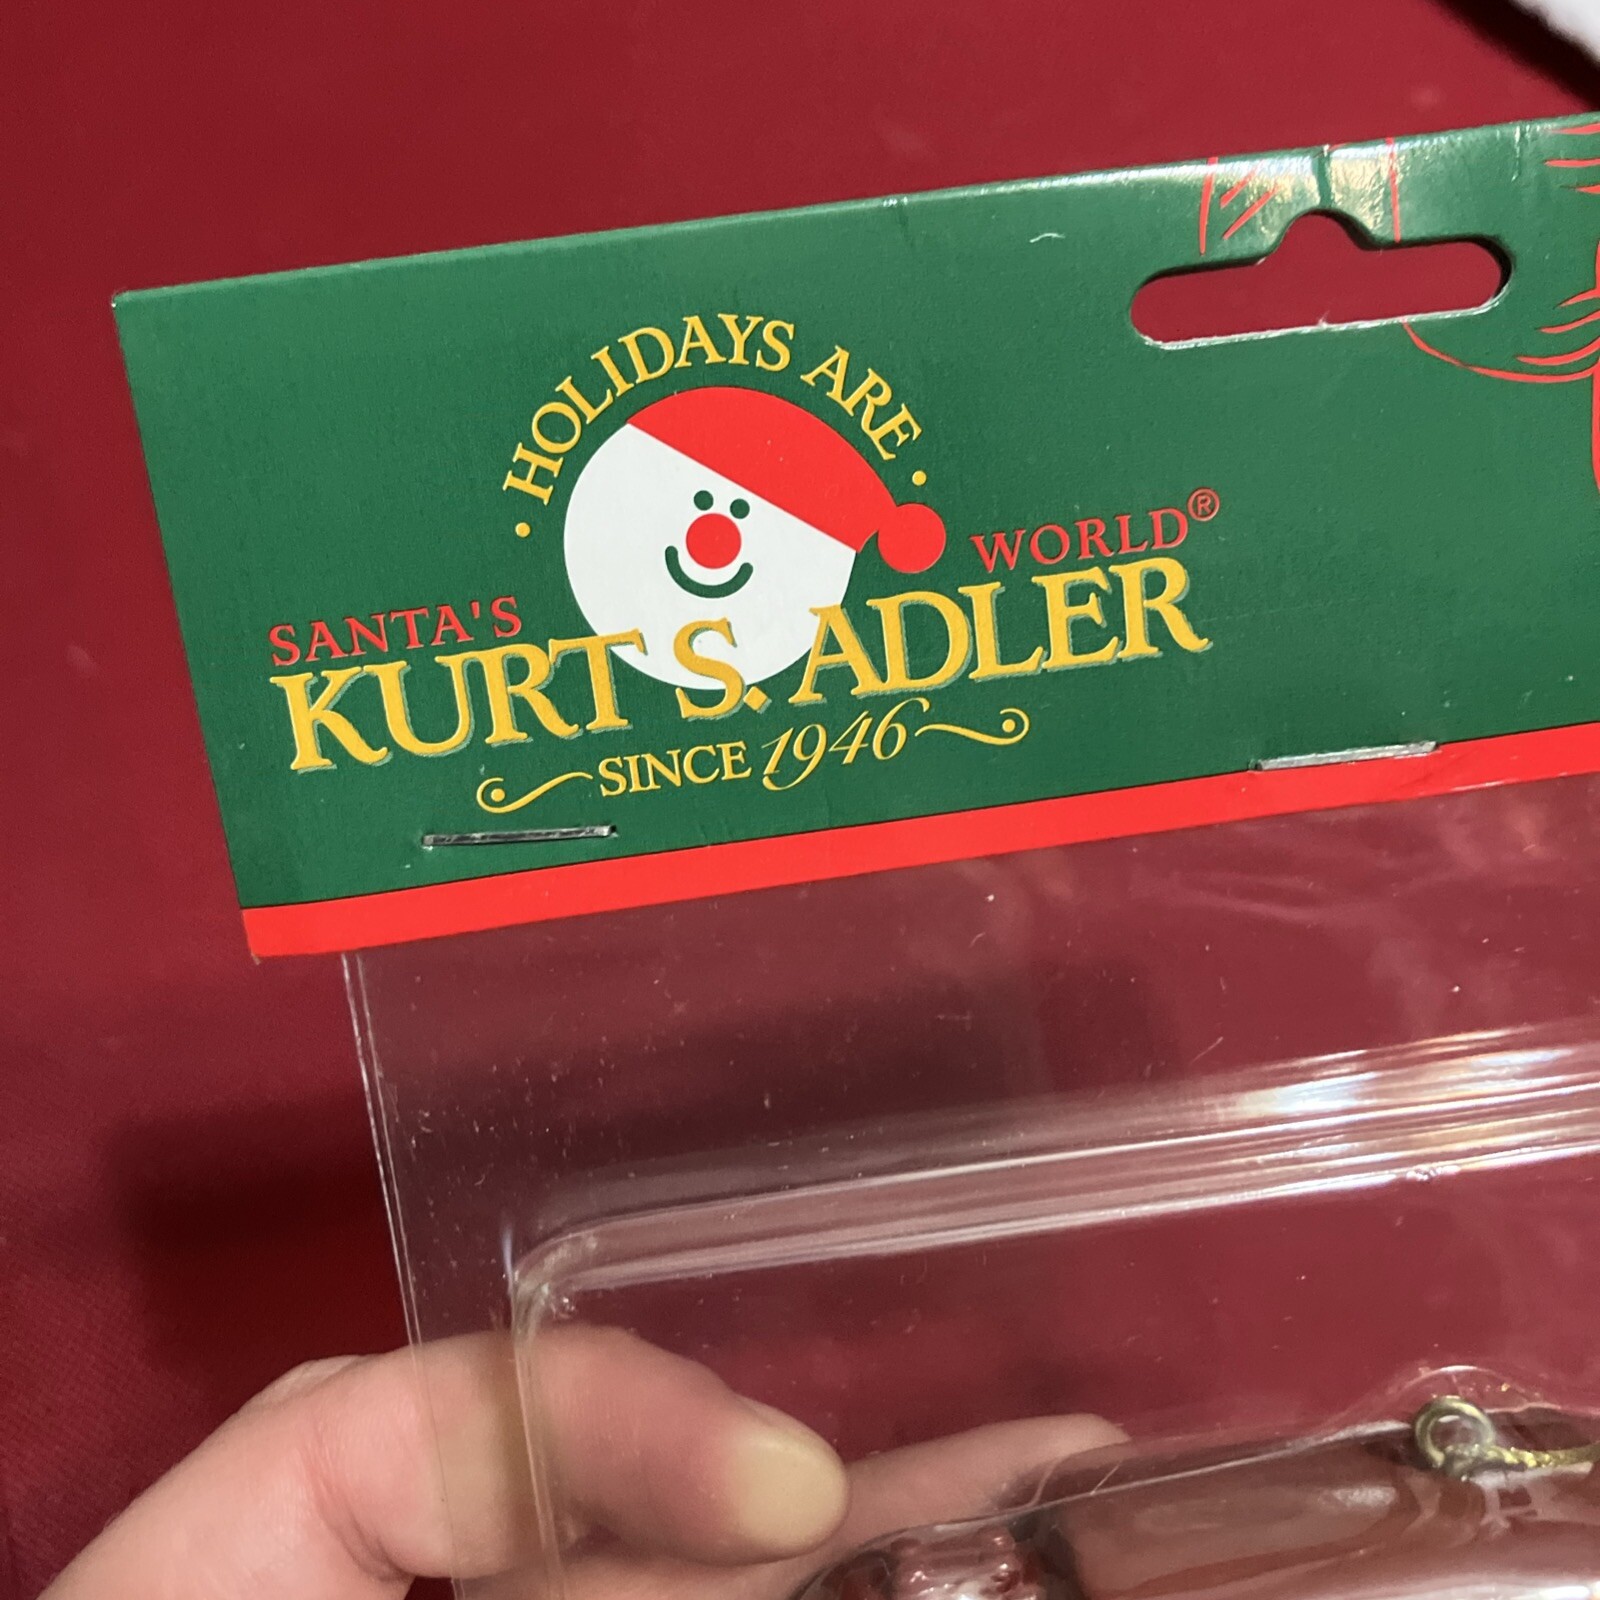 · HOLIDAYS ARE ·
SANTA'S WORLD®
KURT S. ADLER
SINCE 1946